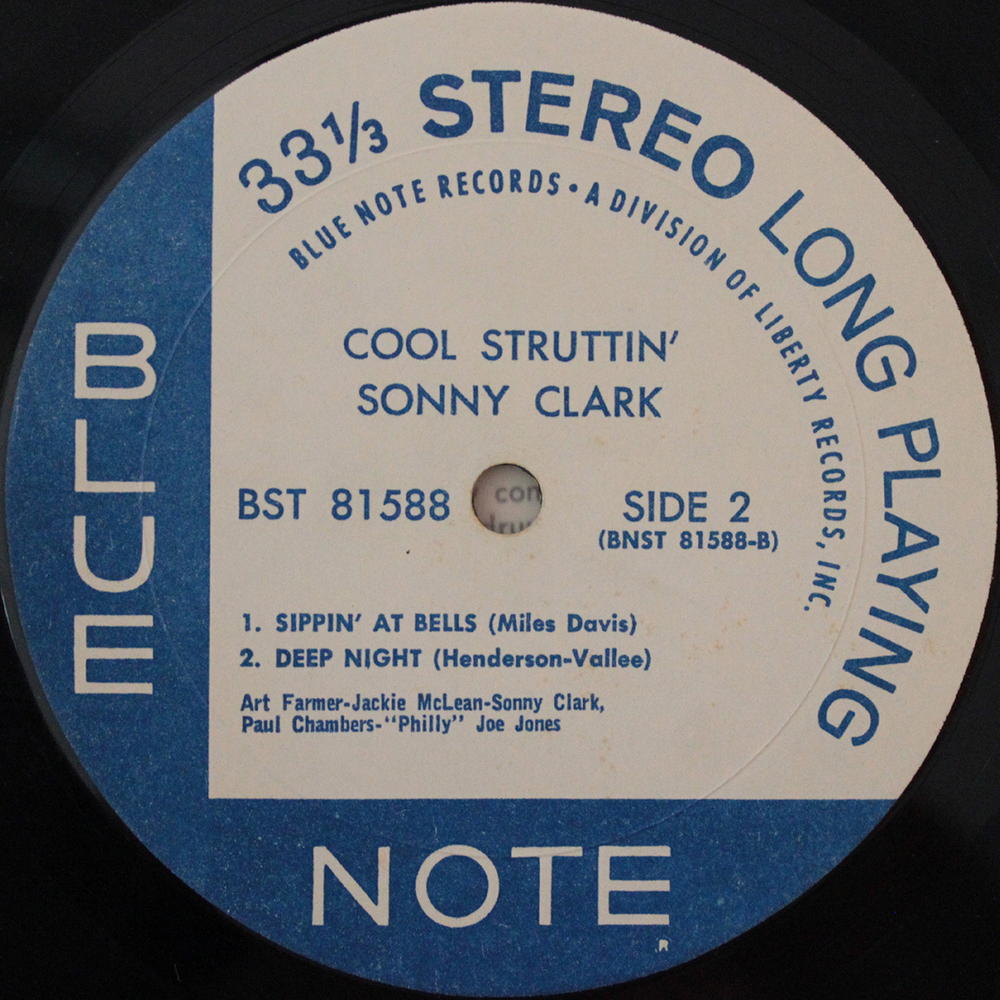 33⅓ STEREO LONG PLAYING
BLUE NOTE RECORDS • A DIVISION OF LIBERTY RECORDS, INC.
COOL STRUTTIN’
SONNY CLARK
BST 81588
SIDE 2
(BNST 81588-B)
1. SIPPIN’ AT BELLS (Miles Davis)
2. DEEP NIGHT (Henderson-Vallee)
Art Farmer-Jackie McLean-Sonny Clark,
Paul Chambers-“Philly” Joe Jones
BLUE
NOTE
R